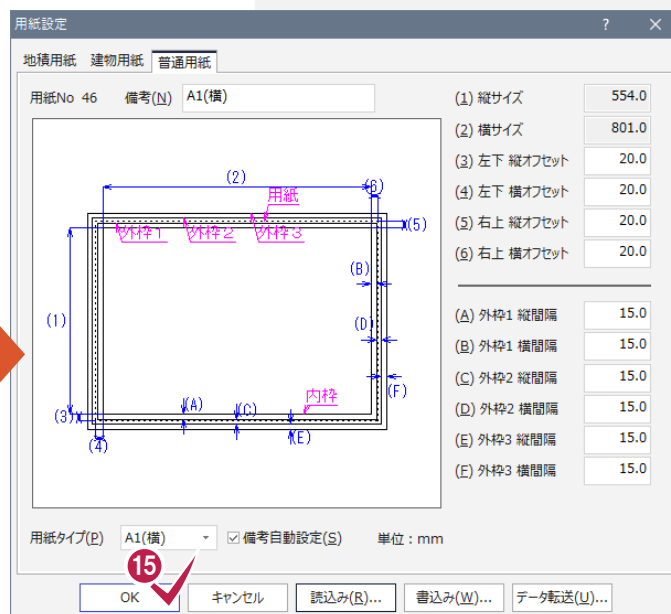 用紙設定 ? ×
地積用紙 建物用紙 普通用紙
用紙No 46 備考(N) A1(横)
(1) 縦サイズ 554.0
(2) 横サイズ 801.0
(3) 左下 縦オフセット 20.0
(4) 左下 横オフセット 20.0
(5) 右上 縦オフセット 20.0
(6) 右上 横オフセット 20.0
(A) 外枠1 縦間隔 15.0
(B) 外枠1 横間隔 15.0
(C) 外枠2 縦間隔 15.0
(D) 外枠2 横間隔 15.0
(E) 外枠3 縦間隔 15.0
(F) 外枠3 横間隔 15.0
(2) (6)
用紙
外枠1 外枠2 外枠3 (5)
(B)
(1) (D)
(F)
内枠
(3) (A) (C)
(4) (E)
用紙タイプ(P) A1(横) 備考自動設定(S) 単位：mm
15
OK キャンセル 読込み(R)... 書込み(W)... データ転送(U)...